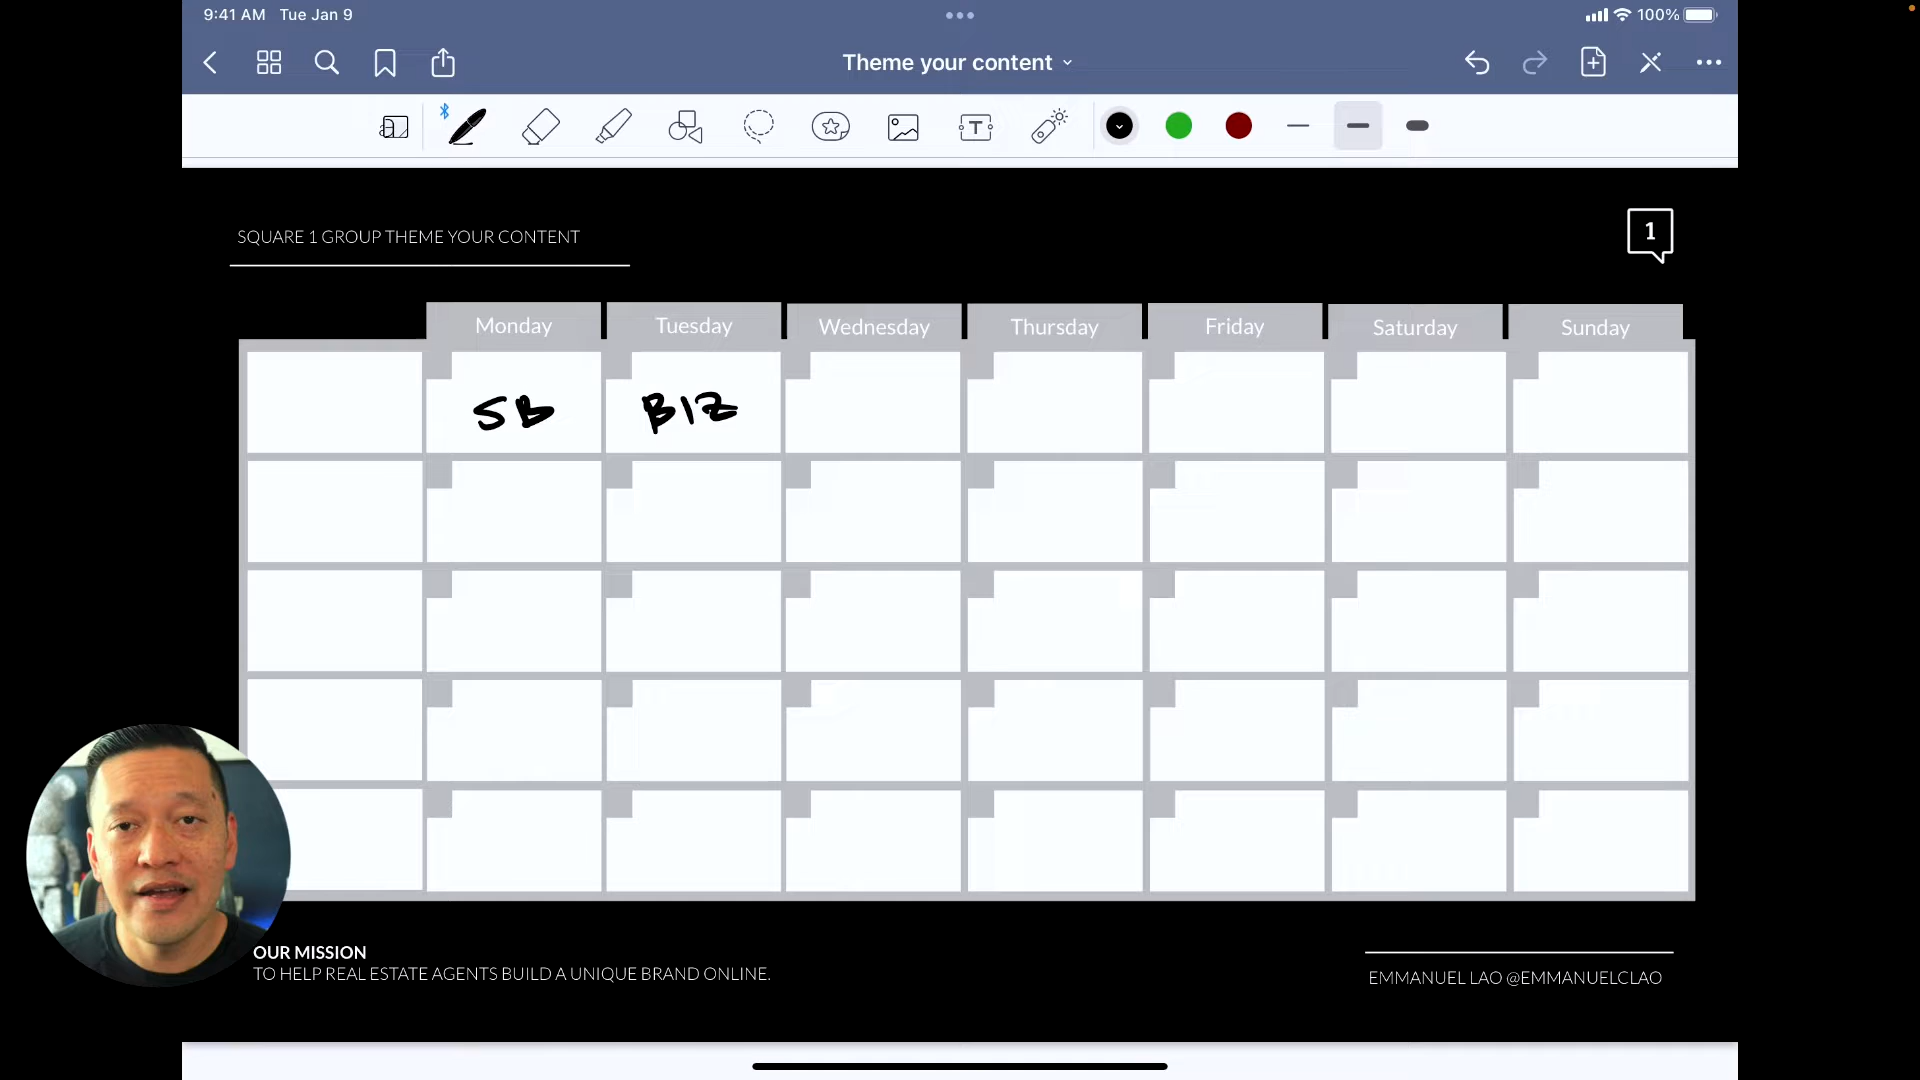 9:41 AM Tue Jan 9
100%
Theme your content
SQUARE 1 GROUP THEME YOUR CONTENT
1
Monday Tuesday Wednesday Thursday Friday Saturday Sunday
SB BIZ
OUR MISSION
TO HELP REAL ESTATE AGENTS BUILD A UNIQUE BRAND ONLINE.
EMMANUEL LAO @EMMANUELCLAO